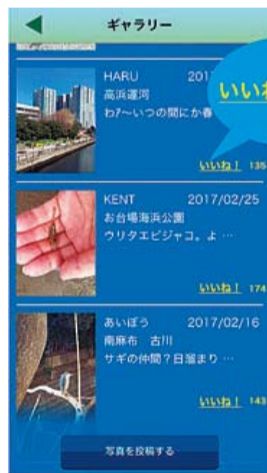 ギャラリー
HARU 201
高浜運河
わァ～いつの間にか春
いいね
いいね！ 135
KENT 2017/02/25
お台場海浜公園
ウリタエビジャコ。よ …
いいね！ 174
あいぼう 2017/02/16
南麻布 古川
サギの仲間？日溜まり …
いいね！ 143
写真を投稿する